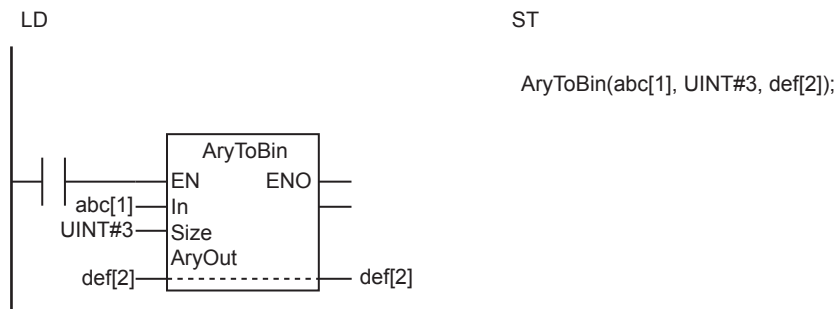 LD
ST
AryToBin(abc[1], UINT#3, def[2]);
AryToBin
EN ENO
abc[1] In
UINT#3 Size
AryOut
def[2] def[2]